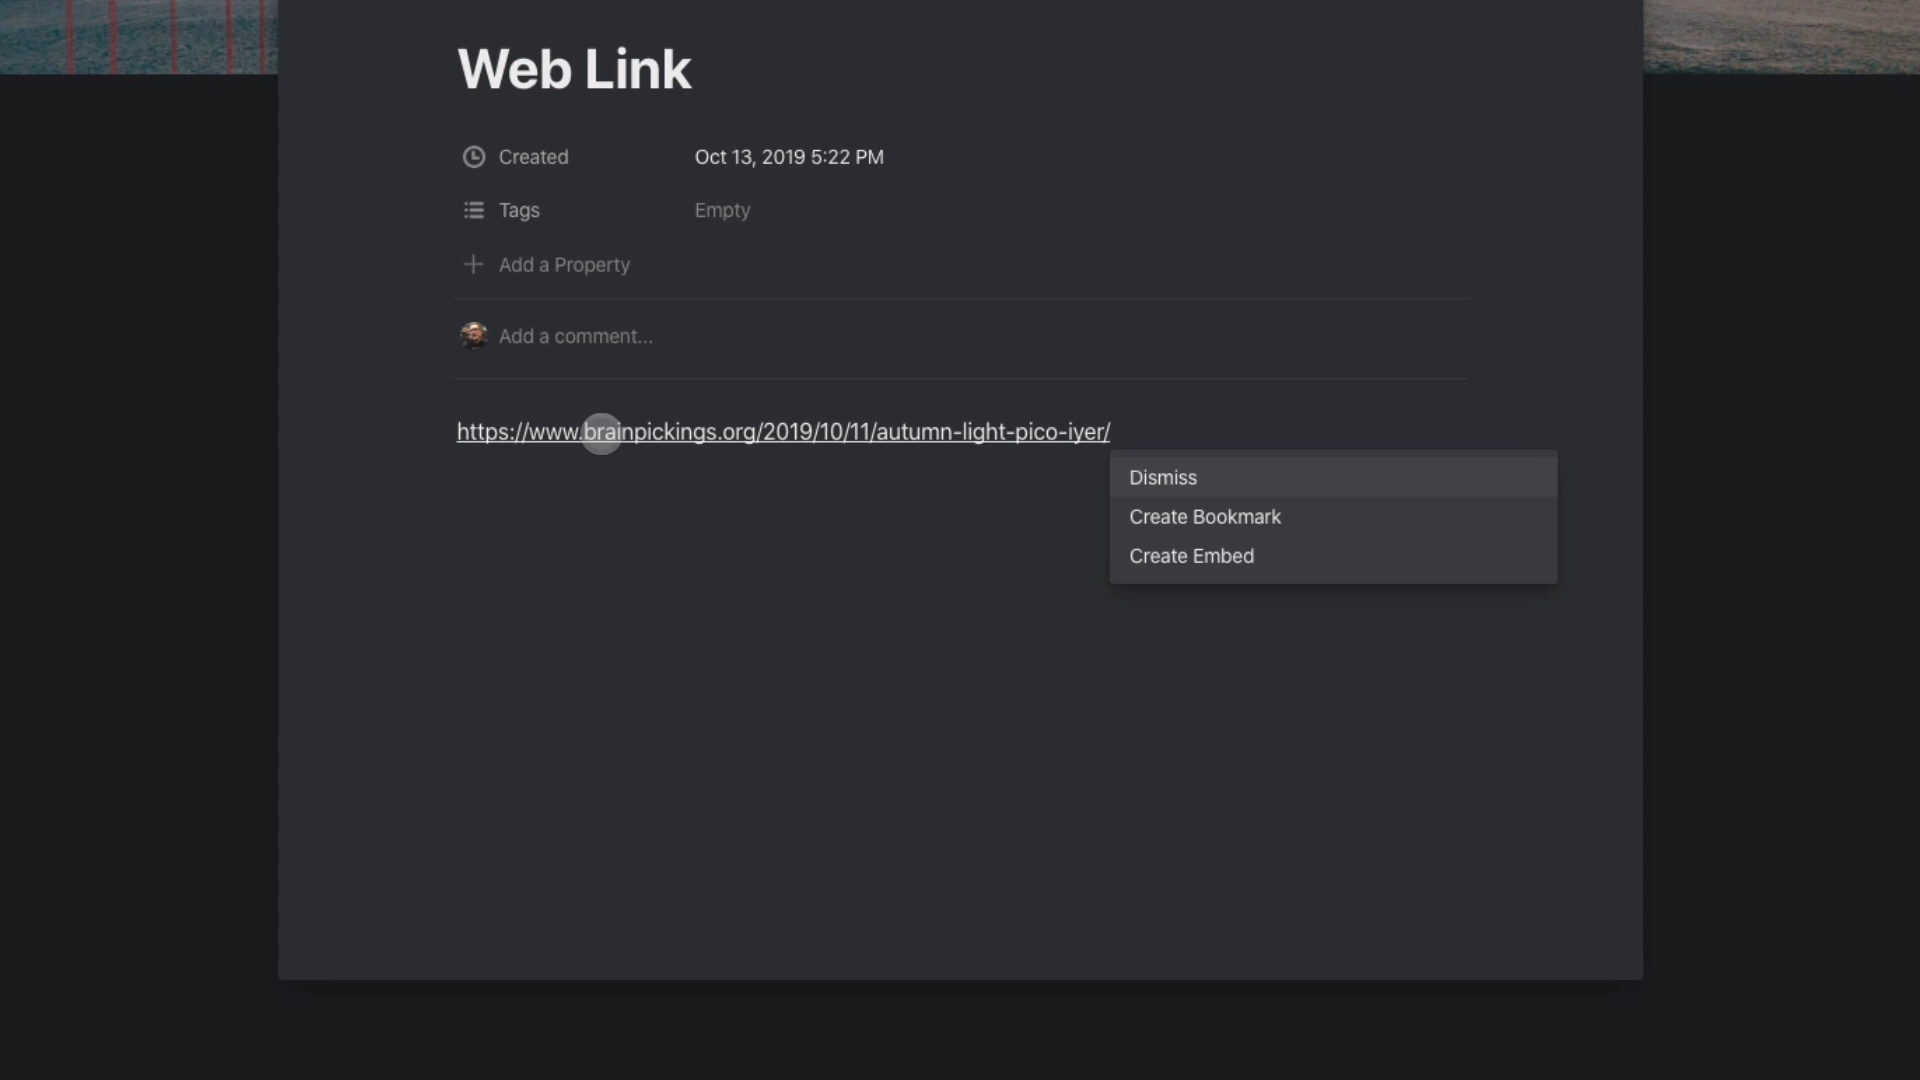 Web Link
Created Oct 13, 2019 5:22 PM
Tags Empty
Add a Property
Add a comment...
https://www.brainpickings.org/2019/10/11/autumn-light-pico-iyer/
Dismiss
Create Bookmark
Create Embed